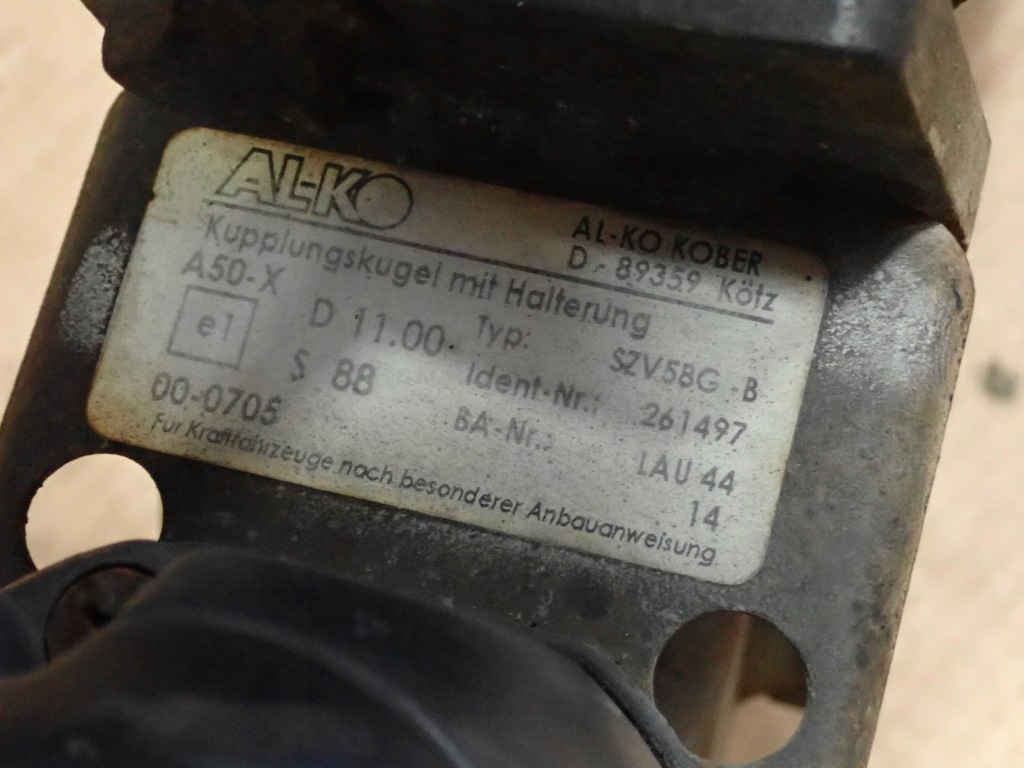 AL-KO
AL-KO KOBER
D - 89359 Kötz
Kupplungskugel mit Halterung
A50-X
Typ: SZV5BG-B
e1
D 11.00
Ident-Nr.: 261497
S 88
BA-Nr.: LAU 44
00-0705
14
Für Kraftfahrzeuge nach besonderer Anbauanweisung